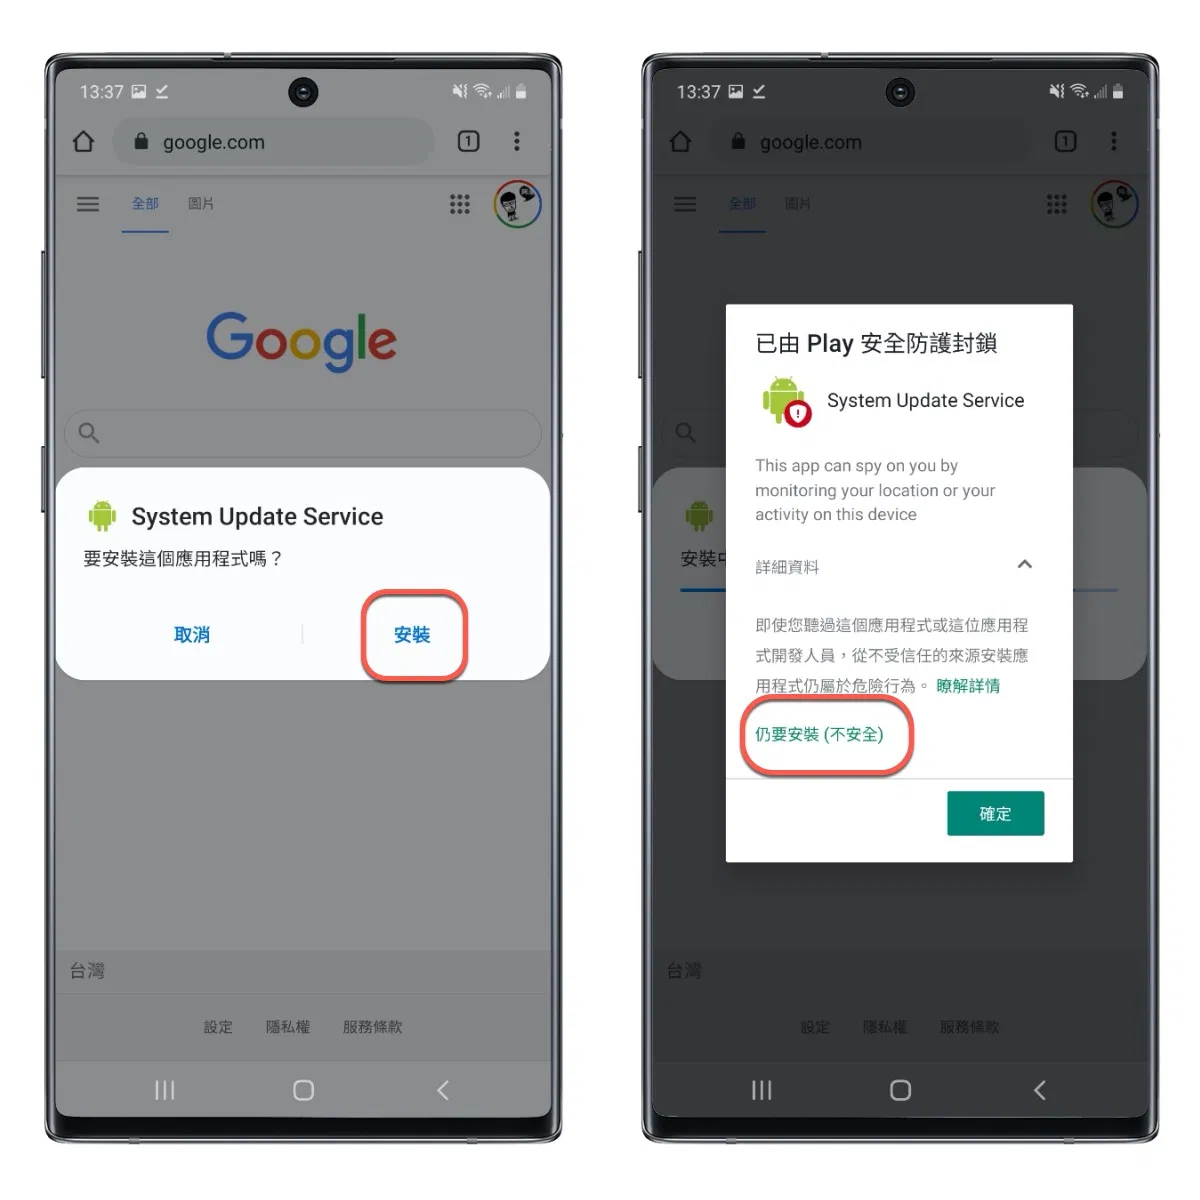 13:37
google.com
1
全部 圖片
Google
System Update Service
要安裝這個應用程式嗎？
取消 安裝
台灣
設定 隱私權 服務條款
13:37
google.com
1
全部 圖片
已由 Play 安全防護封鎖
System Update Service
This app can spy on you by
monitoring your location or your
activity on this device
安裝中
詳細資料
即使您聽過這個應用程式或這位應用程
式開發人員，從不受信任的來源安裝應
用程式仍屬於危險行為。 瞭解詳情
仍要安裝 (不安全)
確定
台灣
設定 隱私權 服務條款